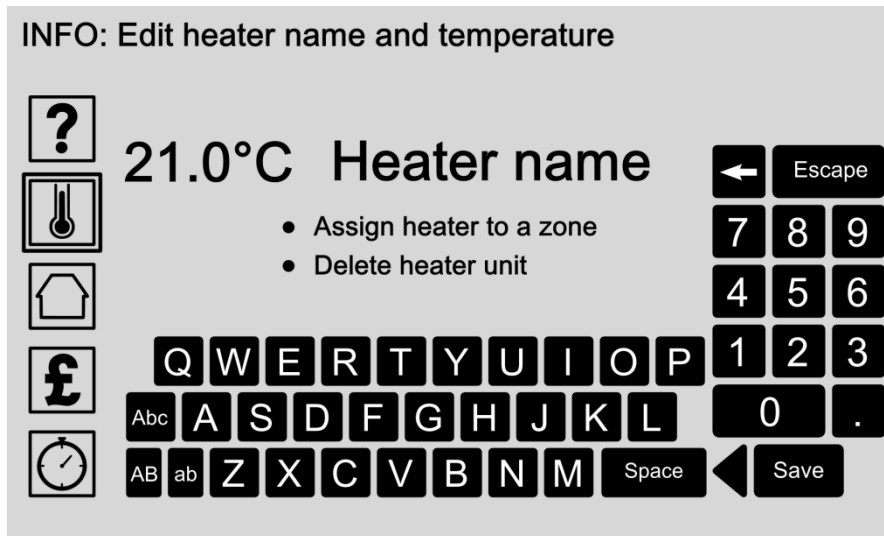 INFO: Edit heater name and temperature
?
21.0°C Heater name
Escape
• Assign heater to a zone
• Delete heater unit
7 8 9
4 5 6
£
Q W E R T Y U I O P
1 2 3
Abc A S D F G H J K L
0 .
AB ab Z X C V B N M Space
Save